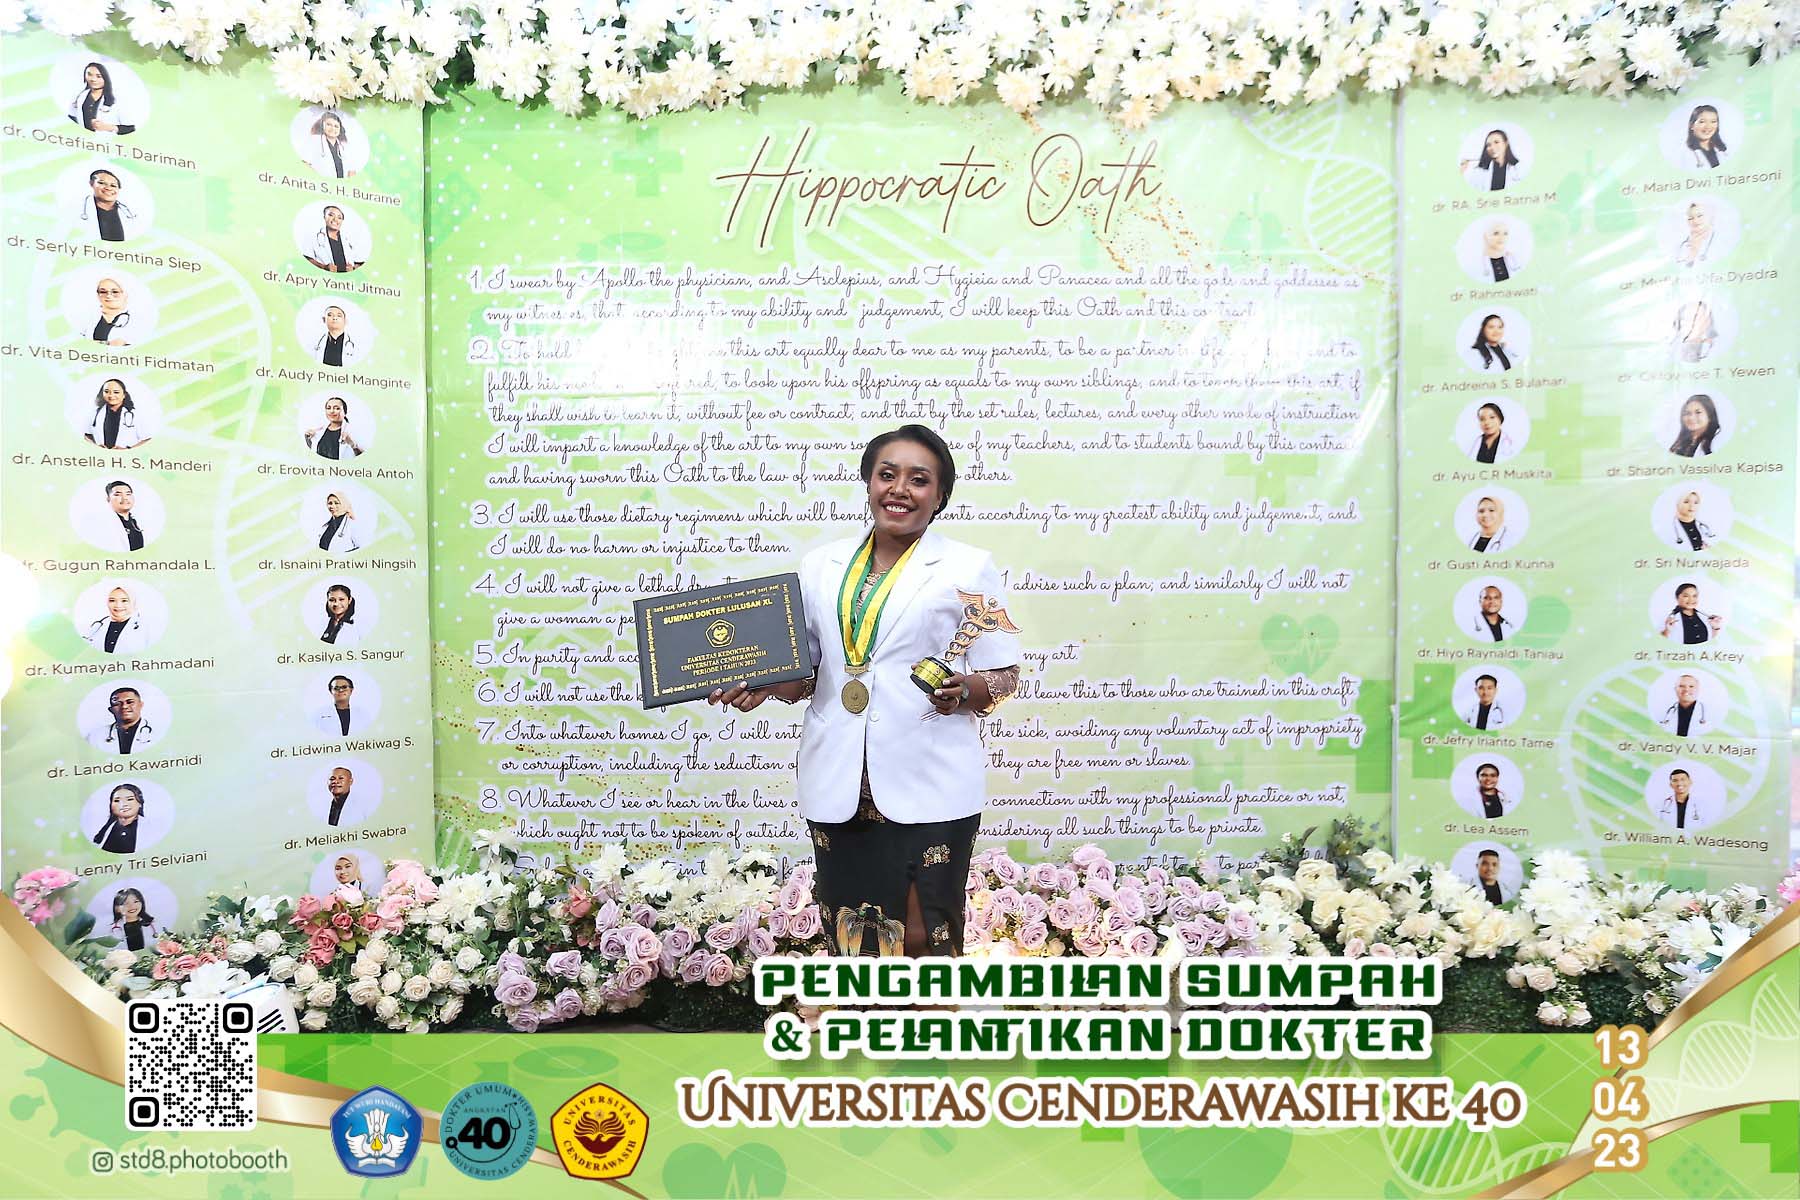 Hippocratic Oath
1. I swear by Apollo the physician, and Asclepius, and Hygieia and Panacea and all the gods and goddesses as
my witnesses, that, according to my ability and judgement, I will keep this Oath and this contract
2. To hold this art equally dear to me as my parents, to be a partner in life and to
fulfill his to look upon his offspring as equals to my own siblings, and to teach them this art, if
they shall wish to learn it, without fee or contract; and that by the set rules, lectures, and every other mode of instruction
I will impart a knowledge of the art to my own of my teachers, and to students bound by this contract
and having sworn this Oath to the law of others.
3. I will use those dietary regimens which will according to my greatest ability and judgement, and
I will do no harm or injustice to them.
4. I will not give a lethal I advise such a plan; and similarly I will not
give a woman a
5. In purity and my art.
6. I will not use the leave this to those who are trained in this craft.
7. Into whatever homes I go, I will of the sick, avoiding any voluntary act of impropriety
or corruption, including the seduction of they are free men or slaves.
8. Whatever I see or hear in the lives connection with my professional practice or not,
which ought not to be spoken of outside, considering all such things to be private.
dr. Octafiani T. Dariman
dr. Anita S. H. Burame
dr. Serly Florentina Siep
dr. Apry Yanti Jitmau
dr. Vita Desrianti Fidmatan
dr. Audy Pniel Manginte
dr. Anstella H. S. Manderi
dr. Erovita Novela Antoh
dr. Gugun Rahmandala L.
dr. Isnaini Pratiwi Ningsih
dr. Kumayah Rahmadani
dr. Kasilya S. Sangur
dr. Lando Kawarnidi
dr. Lidwina Wakiwag S.
Lenny Tri Selviani
dr. Meliakhi Swabra
dr. RA. Srie Ratna M
dr. Maria Dwi Tibarsoni
dr. Rahmawati
Dyadra
dr. Andreina S. Bulahari
T. Yewen
dr. Ayu C.R Muskita
dr. Sharon Vassilva Kapisa
dr. Gusti Andi Kunna
dr. Sri Nurwajada
dr. Hiyo Raynaldi Taniau
dr. Tirzah A.Krey
dr. Jefry Irianto Tame
dr. Vandy V. V. Majar
dr. Lea Assem
dr. William A. Wadesong
SUMPAH DOKTER LULUSAN XL
FAKULTAS KEDOKTERAN
UNIVERSITAS CENDERAWASIH
PERIODE I TAHUN 2023
PENGAMBILAN SUMPAH
& PELANTIKAN DOKTER
UNIVERSITAS CENDERAWASIH KE 40
13
04
23
std8.photobooth
TUT WURI HANDAYANI
DOKTER UMUM
ANGKATAN
40
UNIVERSITAS CENDERAWASIH
UNIVERSITAS
CENDERAWASIH